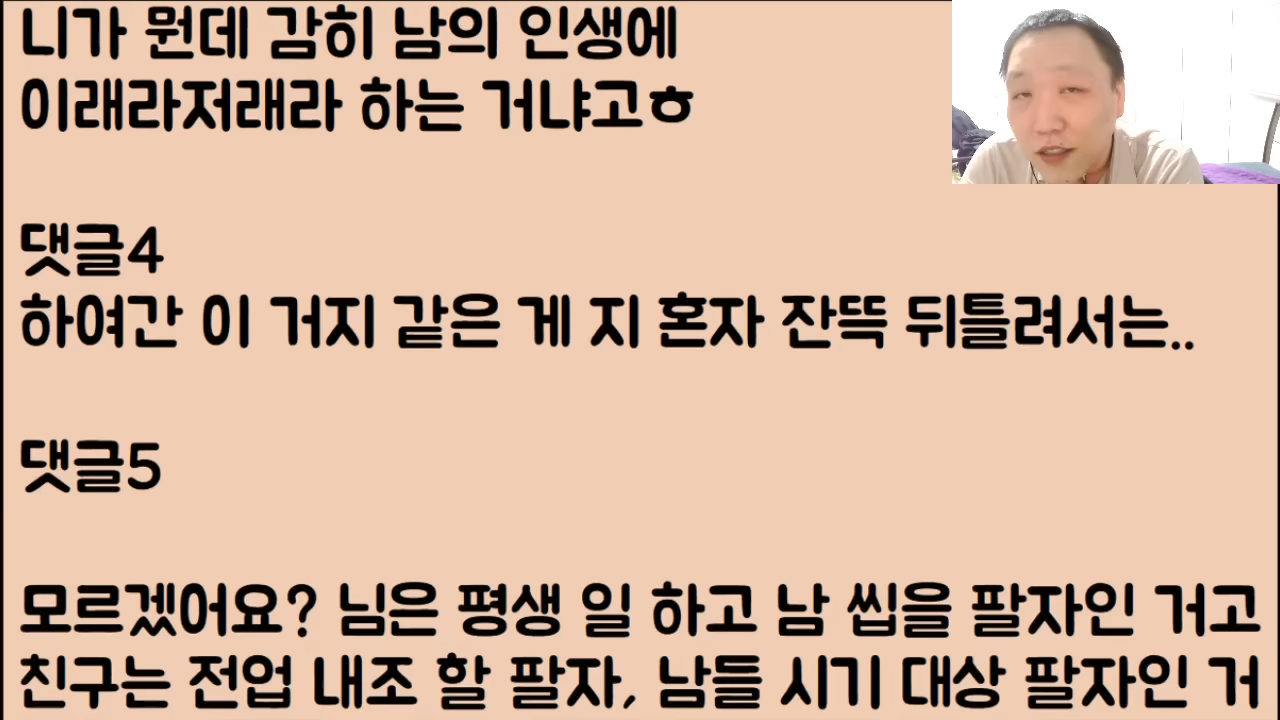 니가 뭔데 감히 남의 인생에
이래라저래라 하는 거냐고ㅎ
댓글4
하여간 이 거지 같은 게 지 혼자 잔뜩 뒤틀려서는..
댓글5
모르겠어요? 님은 평생 일 하고 남 씹을 팔자인 거고
친구는 전업 내조 할 팔자, 남들 시기 대상 팔자인 거